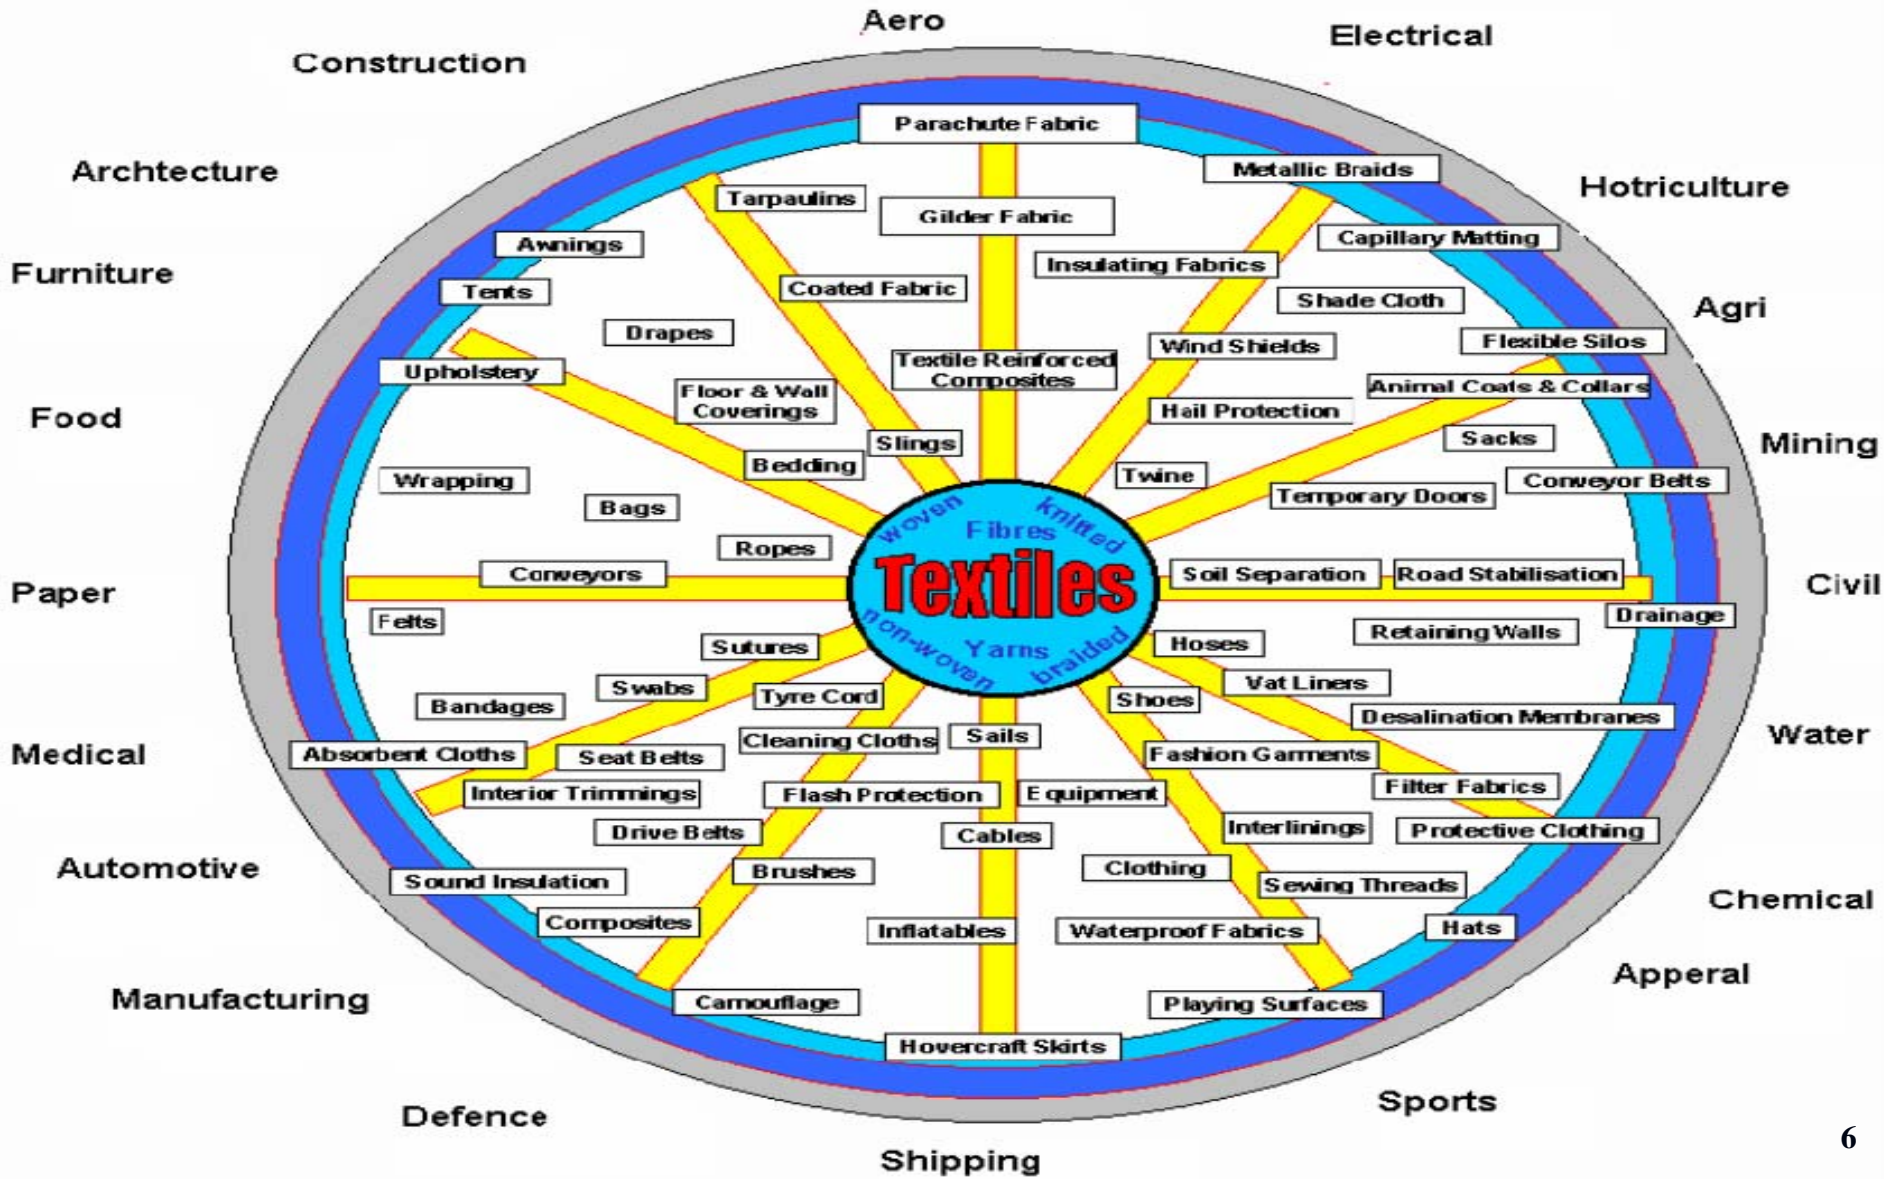 Aero
Electrical
Construction
Archtecture
Hotriculture
Furniture
Agri
Food
Mining
Paper
Civil
Medical
Water
Automotive
Chemical
Manufacturing
Apperal
Defence
Sports
Shipping
Parachute Fabric
Metallic Braids
Tarpaulins
Gilder Fabric
Awnings
Capillary Matting
Insulating Fabrics
Tents
Coated Fabric
Shade Cloth
Drapes
Wind Shields
Flexible Silos
Upholstery
Textile Reinforced
Composites
Animal Coats & Collars
Floor & Wall
Coverings
Hail Protection
Slings
Sacks
Bedding
Twine
Wrapping
Conveyor Belts
Temporary Doors
Bags
Ropes
woven
knitted
Fibres
Textiles
non-woven
Yarns
braided
Conveyors
Soil Separation
Road Stabilisation
Felts
Drainage
Retaining Walls
Sutures
Hoses
Swabs
Tyre Cord
Vat Liners
Bandages
Shoes
Desalination Membranes
Cleaning Cloths
Sails
Absorbent Cloths
Seat Belts
Fashion Garments
Interior Trimmings
Flash Protection
Equipment
Filter Fabrics
Drive Belts
Cables
Interlinings
Protective Clothing
Brushes
Clothing
Sound Insulation
Sewing Threads
Composites
Inflatables
Waterproof Fabrics
Hats
Camouflage
Playing Surfaces
Hovercraft Skirts
6